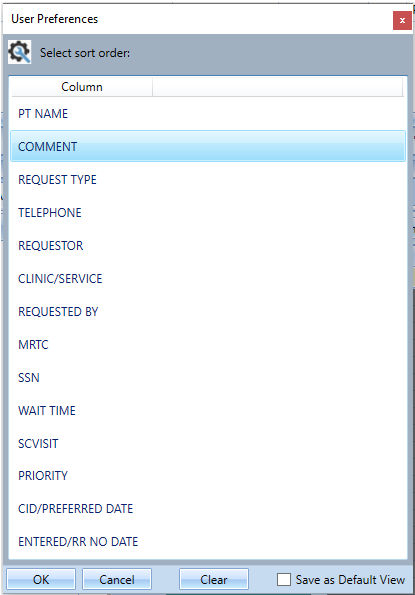 User Preferences
x
Select sort order:
Column
PT NAME
COMMENT
REQUEST TYPE
TELEPHONE
REQUESTOR
CLINIC/SERVICE
REQUESTED BY
MRTC
SSN
WAIT TIME
SCVISIT
PRIORITY
CID/PREFERRED DATE
ENTERED/RR NO DATE
OK Cancel Clear Save as Default View